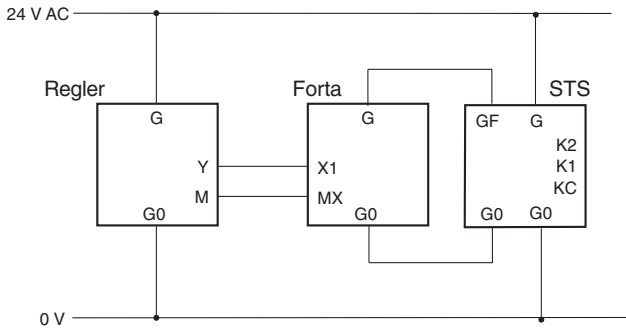 24 V AC
Regler
Forta
STS
G
G
GF G
K2
Y X1
K1
M MX
KC
G0
G0
G0 G0
0 V